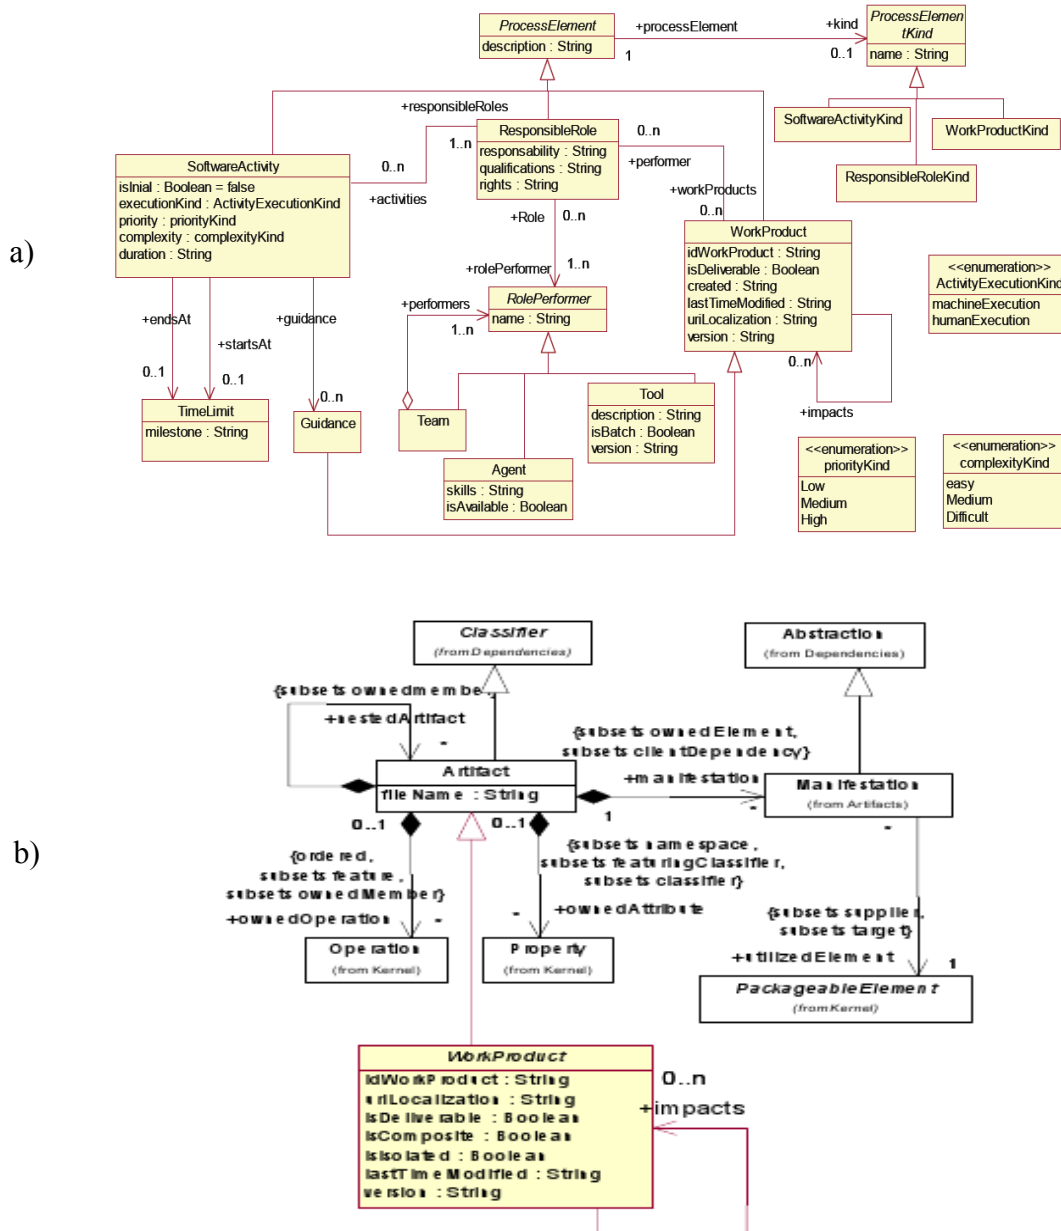 ProcessElement
description : String
+processElement
1
+kind
0..1
ProcessElemen
tKind
name : String
SoftwareActivityKind
WorkProductKind
ResponsibleRoleKind
+responsibleRoles
1..n
0..n
+activities
ResponsibleRole
responsability : String
qualifications : String
rights : String
0..n
+performer
+workProducts
0..n
SoftwareActivity
isInial : Boolean = false
executionKind : ActivityExecutionKind
priority : priorityKind
complexity : complexityKind
duration : String
a)
+Role
0..n
+rolePerformer
1..n
WorkProduct
idWorkProduct : String
isDeliverable : Boolean
created : String
lastTimeModified : String
uriLocalization : String
version : String
<<enumeration>>
ActivityExecutionKind
machineExecution
humanExecution
+endsAt
0..1
+startsAt
0..1
+guidance
0..n
+performers
1..n
RolePerformer
name : String
0..n
+impacts
TimeLimit
milestone : String
Guidance
Team
Tool
description : String
isBatch : Boolean
version : String
Agent
skills : String
isAvailable : Boolean
<<enumeration>>
priorityKind
Low
Medium
High
<<enumeration>>
complexityKind
easy
Medium
Difficult
Classifier
(from Dependencies)
Abstraction
(from Dependencies)
{subsets ownedmember}
+nestedArtifact
*
{subsets ownedElement,
subsets clientDependency}
+manifestation
*
1
Artifact
fileName : String
Manifestation
(from Artifacts)
*
0..1
0..1
b)
{ordered,
subsets feature,
subsets ownedMember}
+ownedOperation
*
{subsets namespace,
subsets featuringClassifier,
subsets classifier}
+ownedAttribute
*
{subsets supplier,
subsets target}
+utilizedElement
1
Operation
(from Kernel)
Property
(from Kernel)
PackageableElement
(from Kernel)
WorkProduct
idWorkProduct : String
uriLocalization : String
isDeliverable : Boolean
isComposite : Boolean
isIsolated : Boolean
lastTimeModified : String
version : String
0..n
+impacts